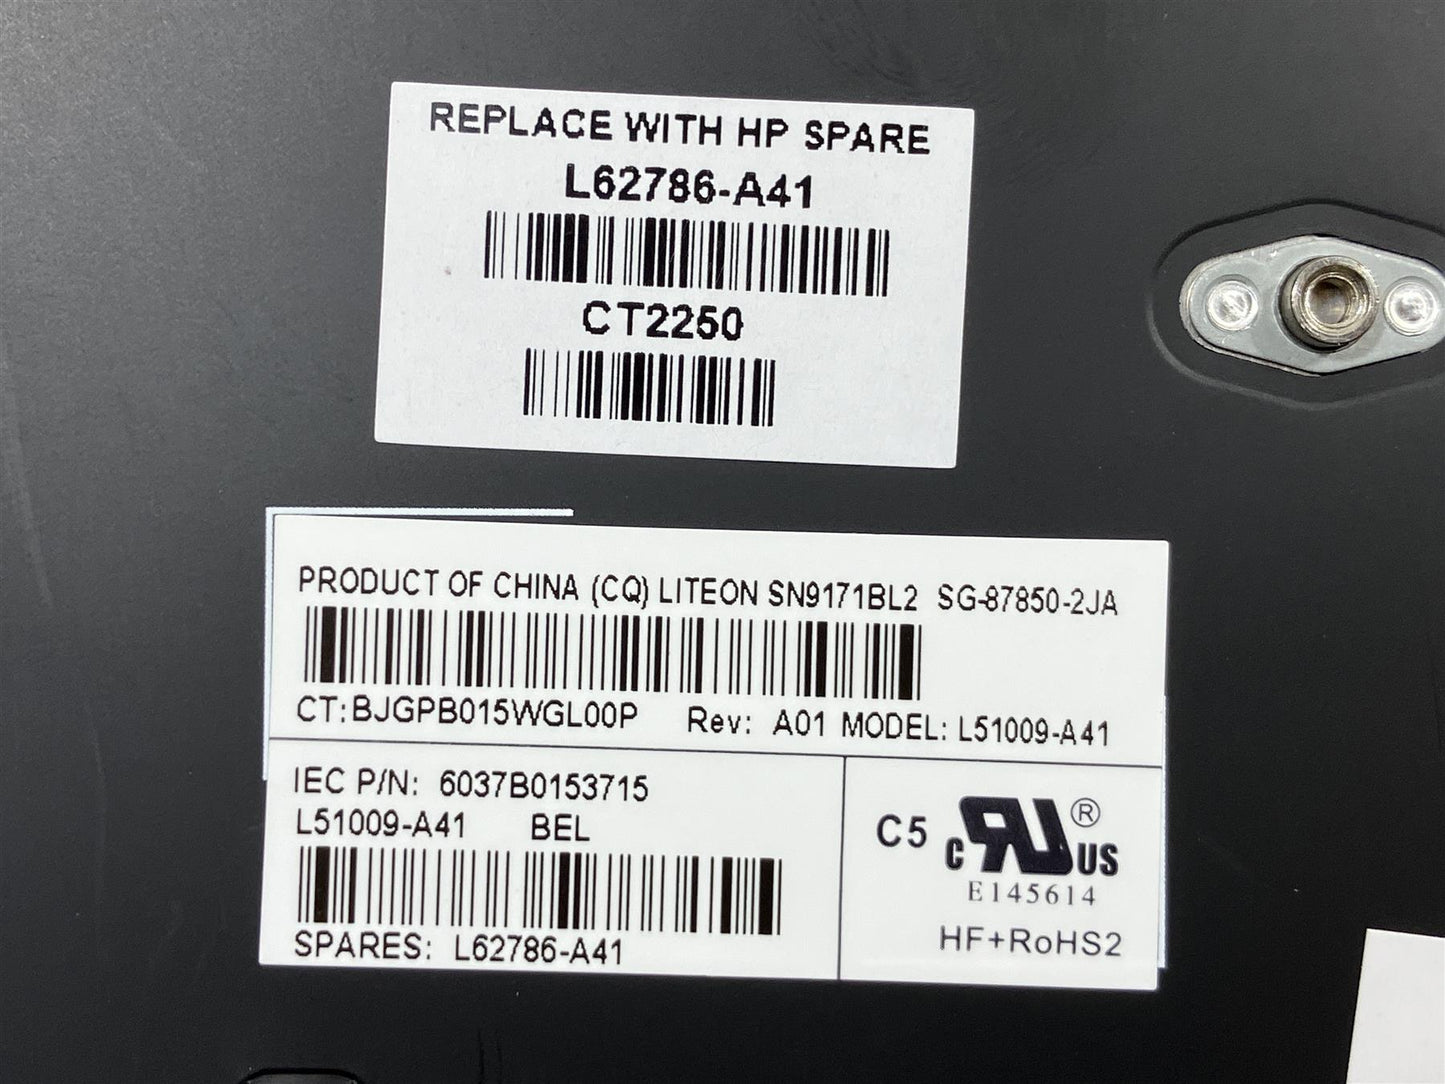 REPLACE WITH HP SPARE
L62786-A41
CT2250
PRODUCT OF CHINA (CQ) LITEON SN9171BL2 SG-87850-2JA
CT:BJGPB015WGL00P Rev: A01 MODEL: L51009-A41
IEC P/N: 6037B0153715
L51009-A41 BEL
SPARES: L62786-A41
C5 c RU ® US
E145614
HF+RoHS2